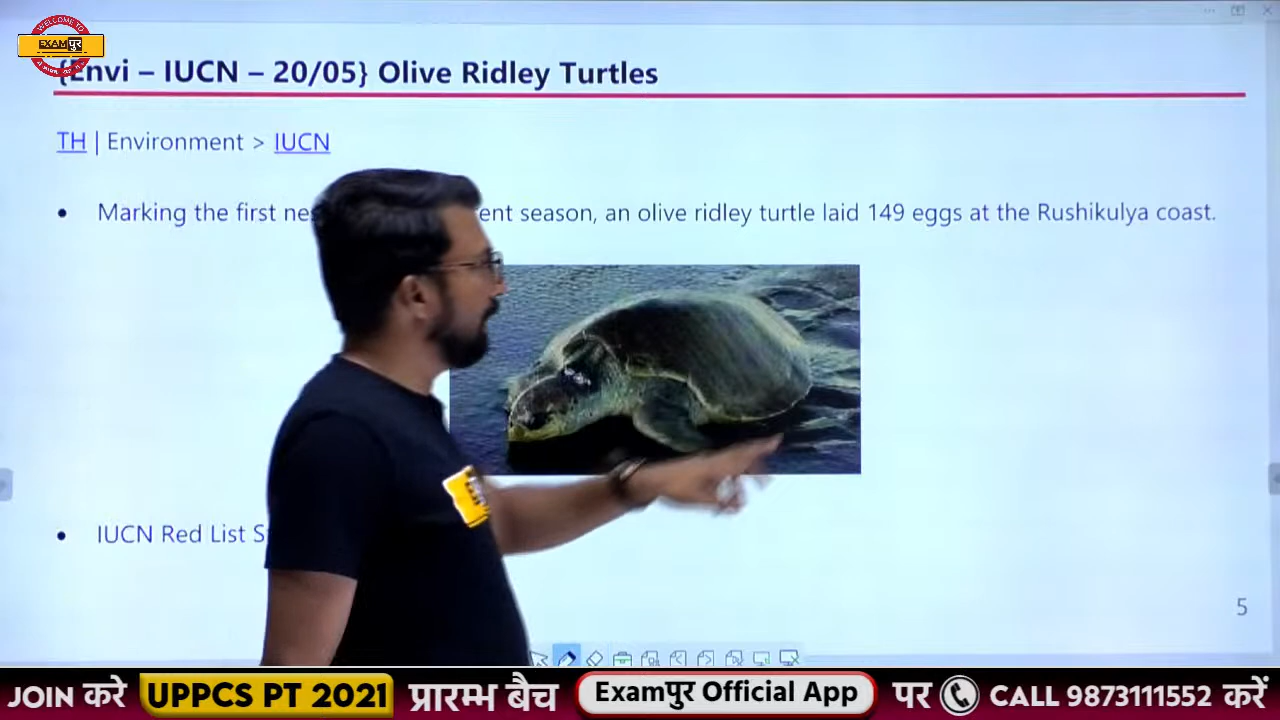 WELCOME TO
EXAMपुर
{Envi – IUCN – 20/05} Olive Ridley Turtles
TH | Environment > IUCN
• Marking the first season, an olive ridley turtle laid 149 eggs at the Rushikulya coast.
• IUCN Red List
5
JOIN करे UPPCS PT 2021 प्रारम्भ बैच Examपुर Official App पर CALL 9873111552 करें